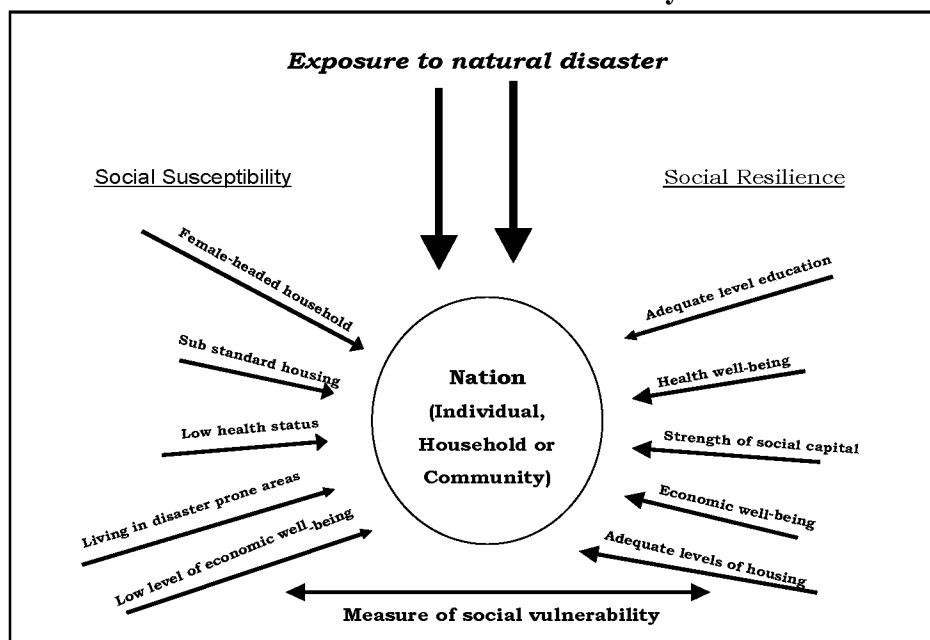 Exposure to natural disaster
Social Susceptibility
Social Resilience
Female-headed household
Sub standard housing
Low health status
Living in disaster prone areas
Low level of economic well-being
Nation
(Individual,
Household or
Community)
Adequate level education
Health well-being
Strength of social capital
Economic well-being
Adequate levels of housing
Measure of social vulnerability